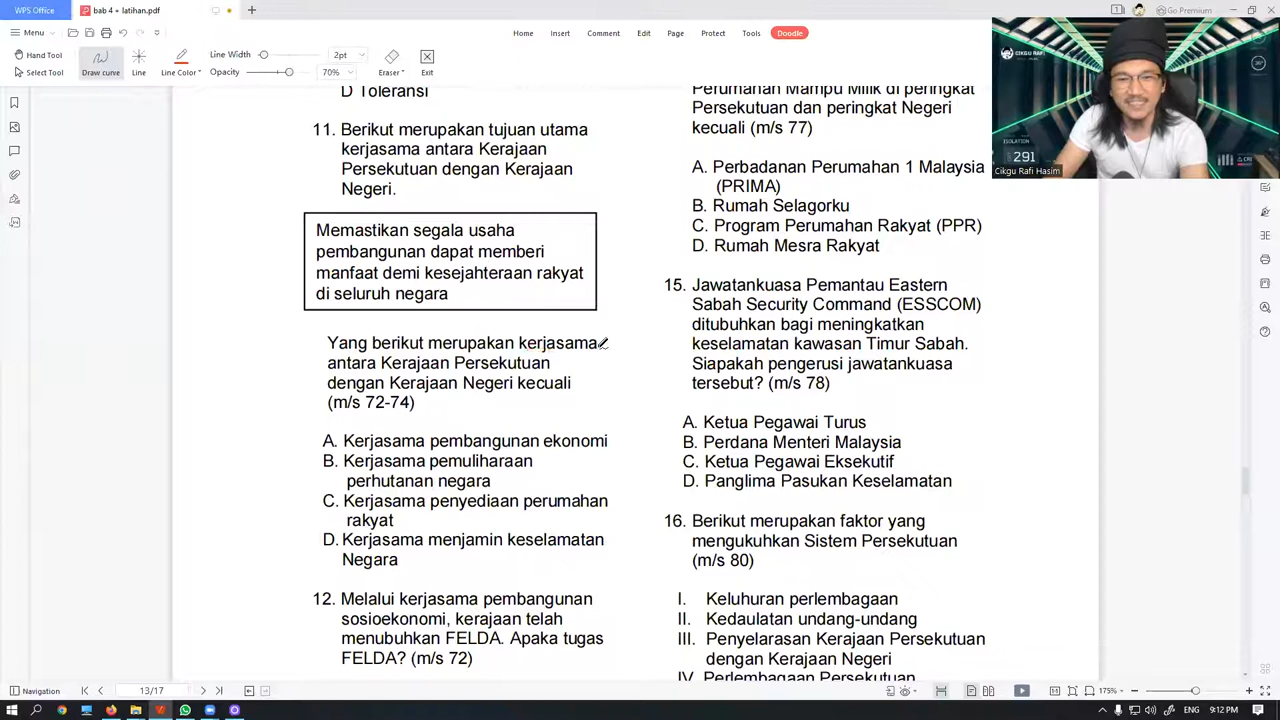 WPS Office
bab 4 + latihan.pdf
Go Premium
Menu
Home
Insert
Comment
Edit
Page
Protect
Tools
Doodle
Hand Tool
Select Tool
Draw curve
Line
Line Color
Line Width
2pt
Opacity
70%
Eraser
Exit
D Toleransi
11. Berikut merupakan tujuan utama
kerjasama antara Kerajaan
Persekutuan dengan Kerajaan
Negeri.
Memastikan segala usaha
pembangunan dapat memberi
manfaat demi kesejahteraan rakyat
di seluruh negara
Yang berikut merupakan kerjasama
antara Kerajaan Persekutuan
dengan Kerajaan Negeri kecuali
(m/s 72-74)
A. Kerjasama pembangunan ekonomi
B. Kerjasama pemuliharaan
perhutanan negara
C. Kerjasama penyediaan perumahan
rakyat
D. Kerjasama menjamin keselamatan
Negara
12. Melalui kerjasama pembangunan
sosioekonomi, kerajaan telah
menubuhkan FELDA. Apaka tugas
FELDA? (m/s 72)
Perumahan Mampu Milik di peringkat
Persekutuan dan peringkat Negeri
kecuali (m/s 77)
A. Perbadanan Perumahan 1 Malaysia
(PRIMA)
B. Rumah Selagorku
C. Program Perumahan Rakyat (PPR)
D. Rumah Mesra Rakyat
15. Jawatankuasa Pemantau Eastern
Sabah Security Command (ESSCOM)
ditubuhkan bagi meningkatkan
keselamatan kawasan Timur Sabah.
Siapakah pengerusi jawatankuasa
tersebut? (m/s 78)
A. Ketua Pegawai Turus
B. Perdana Menteri Malaysia
C. Ketua Pegawai Eksekutif
D. Panglima Pasukan Keselamatan
16. Berikut merupakan faktor yang
mengukuhkan Sistem Persekutuan
(m/s 80)
I. Keluhuran perlembagaan
II. Kedaulatan undang-undang
III. Penyelarasan Kerajaan Persekutuan
dengan Kerajaan Negeri
IV. Perlembagaan Persekutuan
CIKGU RAFI
ISOLATION
291
Cikgu Rafi Hasim
Navigation
13/17
175%
ENG
9:12 PM